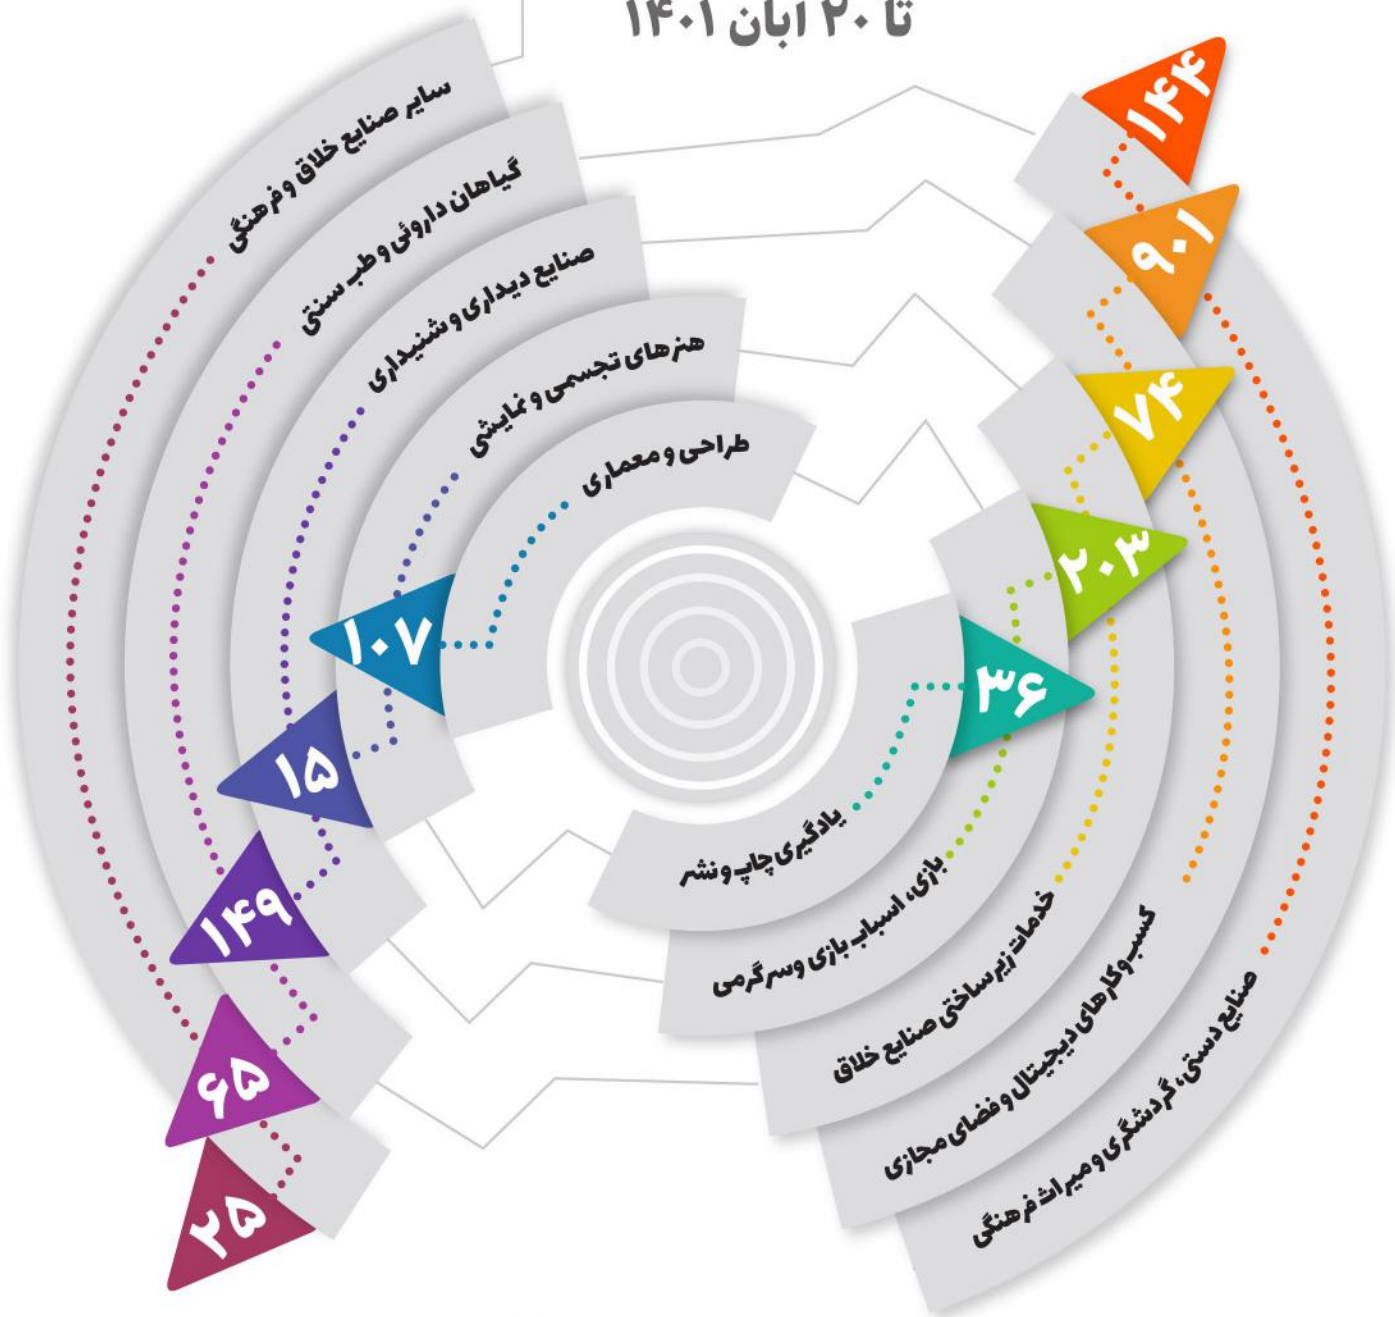 تا ۲۰ آبان ۱۴۰۱
سایر صنایع خلاق و فرهنگی
گیاهان داروئی و طب سنتی
صنایع دیداری و شنیداری
هنرهای تجسمی و نمایشی
طراحی و معماری
۱۰۷
۱۵
۱۴۹
۶۵
۲۵
۱۴۴
۹۰۱
۷۴
۲۰۳
۳۶
یادگیری چاپ و نشر
بازی، اسباب بازی و سرگرمی
خدمات زیرساختی صنایع خلاق
کسب و کارهای دیجیتال و فضای مجازی
صنایع دستی، گردشگری و میراث فرهنگی